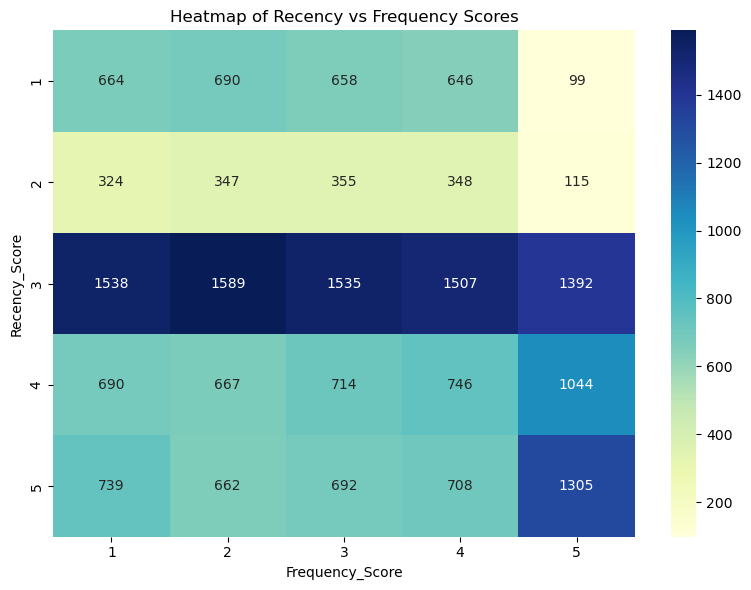 Heatmap of Recency vs Frequency Scores
Recency_Score
1 664 690 658 646 99
2 324 347 355 348 115
3 1538 1589 1535 1507 1392
4 690 667 714 746 1044
5 739 662 692 708 1305
1 2 3 4 5
Frequency_Score
1400
1200
1000
800
600
400
200